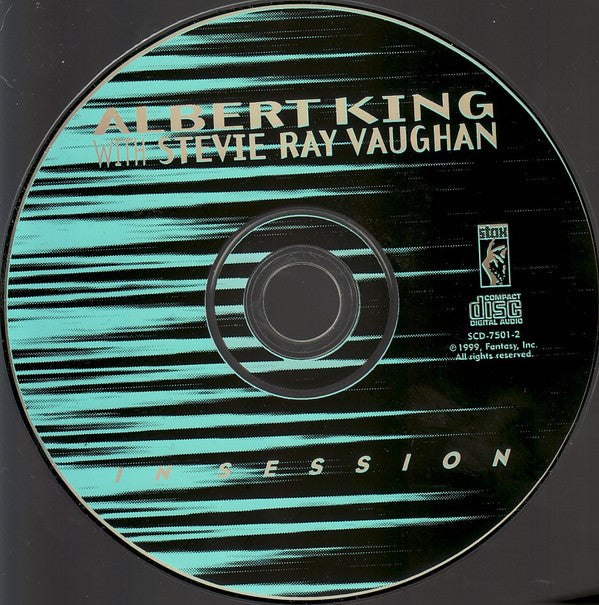 ALBERT KING
WITH STEVIE RAY VAUGHAN
stax
COMPACT
disc
DIGITAL AUDIO
SCD-7501-2
℗ © 1999, Fantasy, Inc.
All rights reserved.
IN SESSION